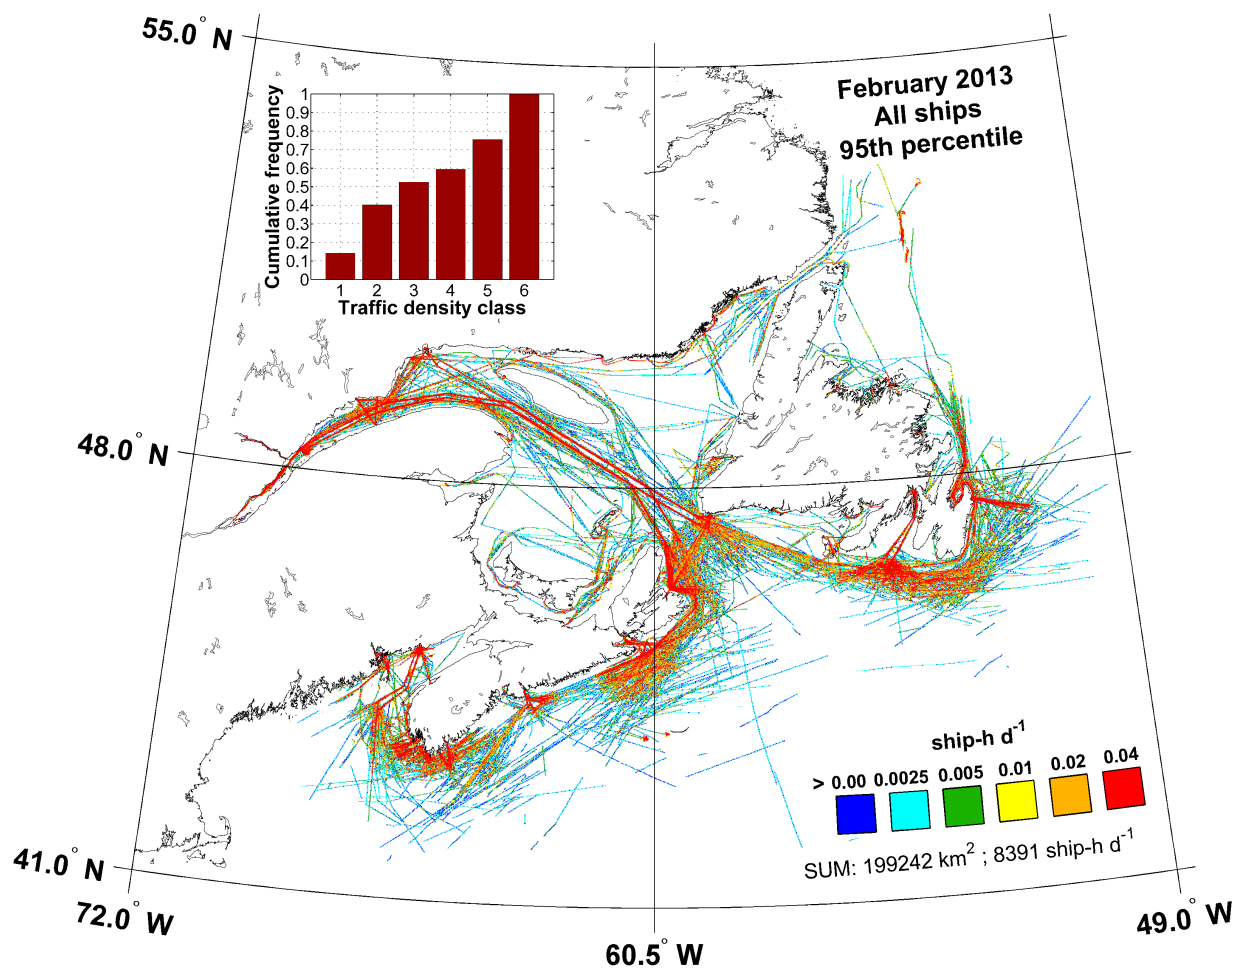 55.0° N
February 2013
All ships
95th percentile
Cumulative frequency
1
0.9
0.8
0.7
0.6
0.5
0.4
0.3
0.2
0.1
0
1 2 3 4 5 6
Traffic density class
48.0° N
ship-h d⁻¹
> 0.00 0.0025 0.005 0.01 0.02 0.04
SUM: 199242 km² ; 8391 ship-h d⁻¹
41.0° N
72.0° W
60.5° W
49.0° W